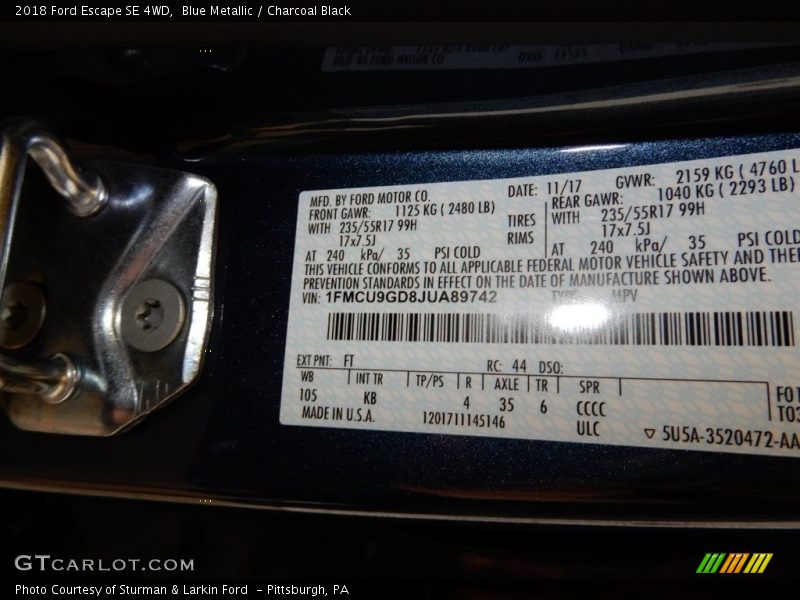 2018 Ford Escape SE 4WD, Blue Metallic / Charcoal Black
MFD. BY FORD MOTOR CO. DATE: 11/17 GVWR: 2159 KG ( 4760 L
FRONT GAWR: 1125 KG ( 2480 LB) REAR GAWR: 1040 KG ( 2293 LB)
WITH 235/55R17 99H TIRES WITH 235/55R17 99H
17x7.5J RIMS 17x7.5J
AT 240 kPa/ 35 PSI COLD AT 240 kPa/ 35 PSI COLD
THIS VEHICLE CONFORMS TO ALL APPLICABLE FEDERAL MOTOR VEHICLE SAFETY AND THE
PREVENTION STANDARDS IN EFFECT ON THE DATE OF MANUFACTURE SHOWN ABOVE.
VIN: 1FMCU9GD8JUA89742 TYPE: MPV
EXT PNT: FT RC: 44 DSO:
WB INT TR TP/PS R AXLE TR SPR
105 KB 4 35 6 CCCC F01
MADE IN U.S.A. 1201711145146 ULC T03
▽ 5U5A-3520472-AA
GTCARLOT.COM
Photo Courtesy of Sturman & Larkin Ford - Pittsburgh, PA